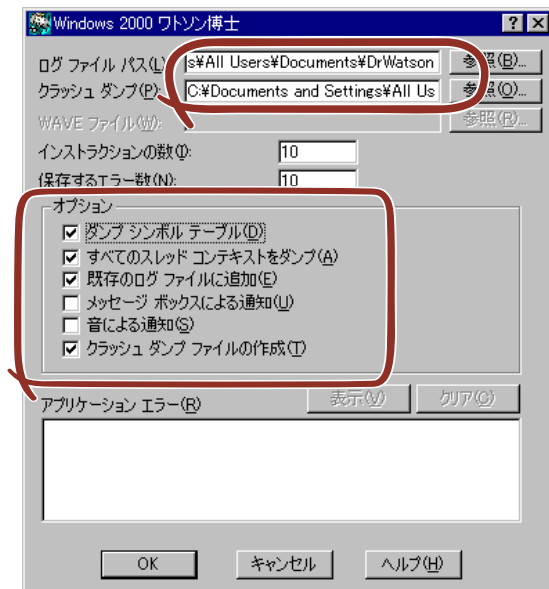 Windows 2000 ワトソン博士
ログ ファイル パス(L) s¥All Users¥Documents¥DrWatson 参照(B)...
クラッシュ ダンプ(P): C:¥Documents and Settings¥All Us 参照(O)...
WAVE ファイル(W): 参照(R)...
インストラクションの数(I): 10
保存するエラー数(N): 10
オプション
ダンプ シンボル テーブル(D)
すべてのスレッド コンテキストをダンプ(A)
既存のログ ファイルに追加(E)
メッセージ ボックスによる通知(U)
音による通知(S)
クラッシュ ダンプ ファイルの作成(T)
アプリケーション エラー(R) 表示(V) クリア(C)
OK キャンセル ヘルプ(H)